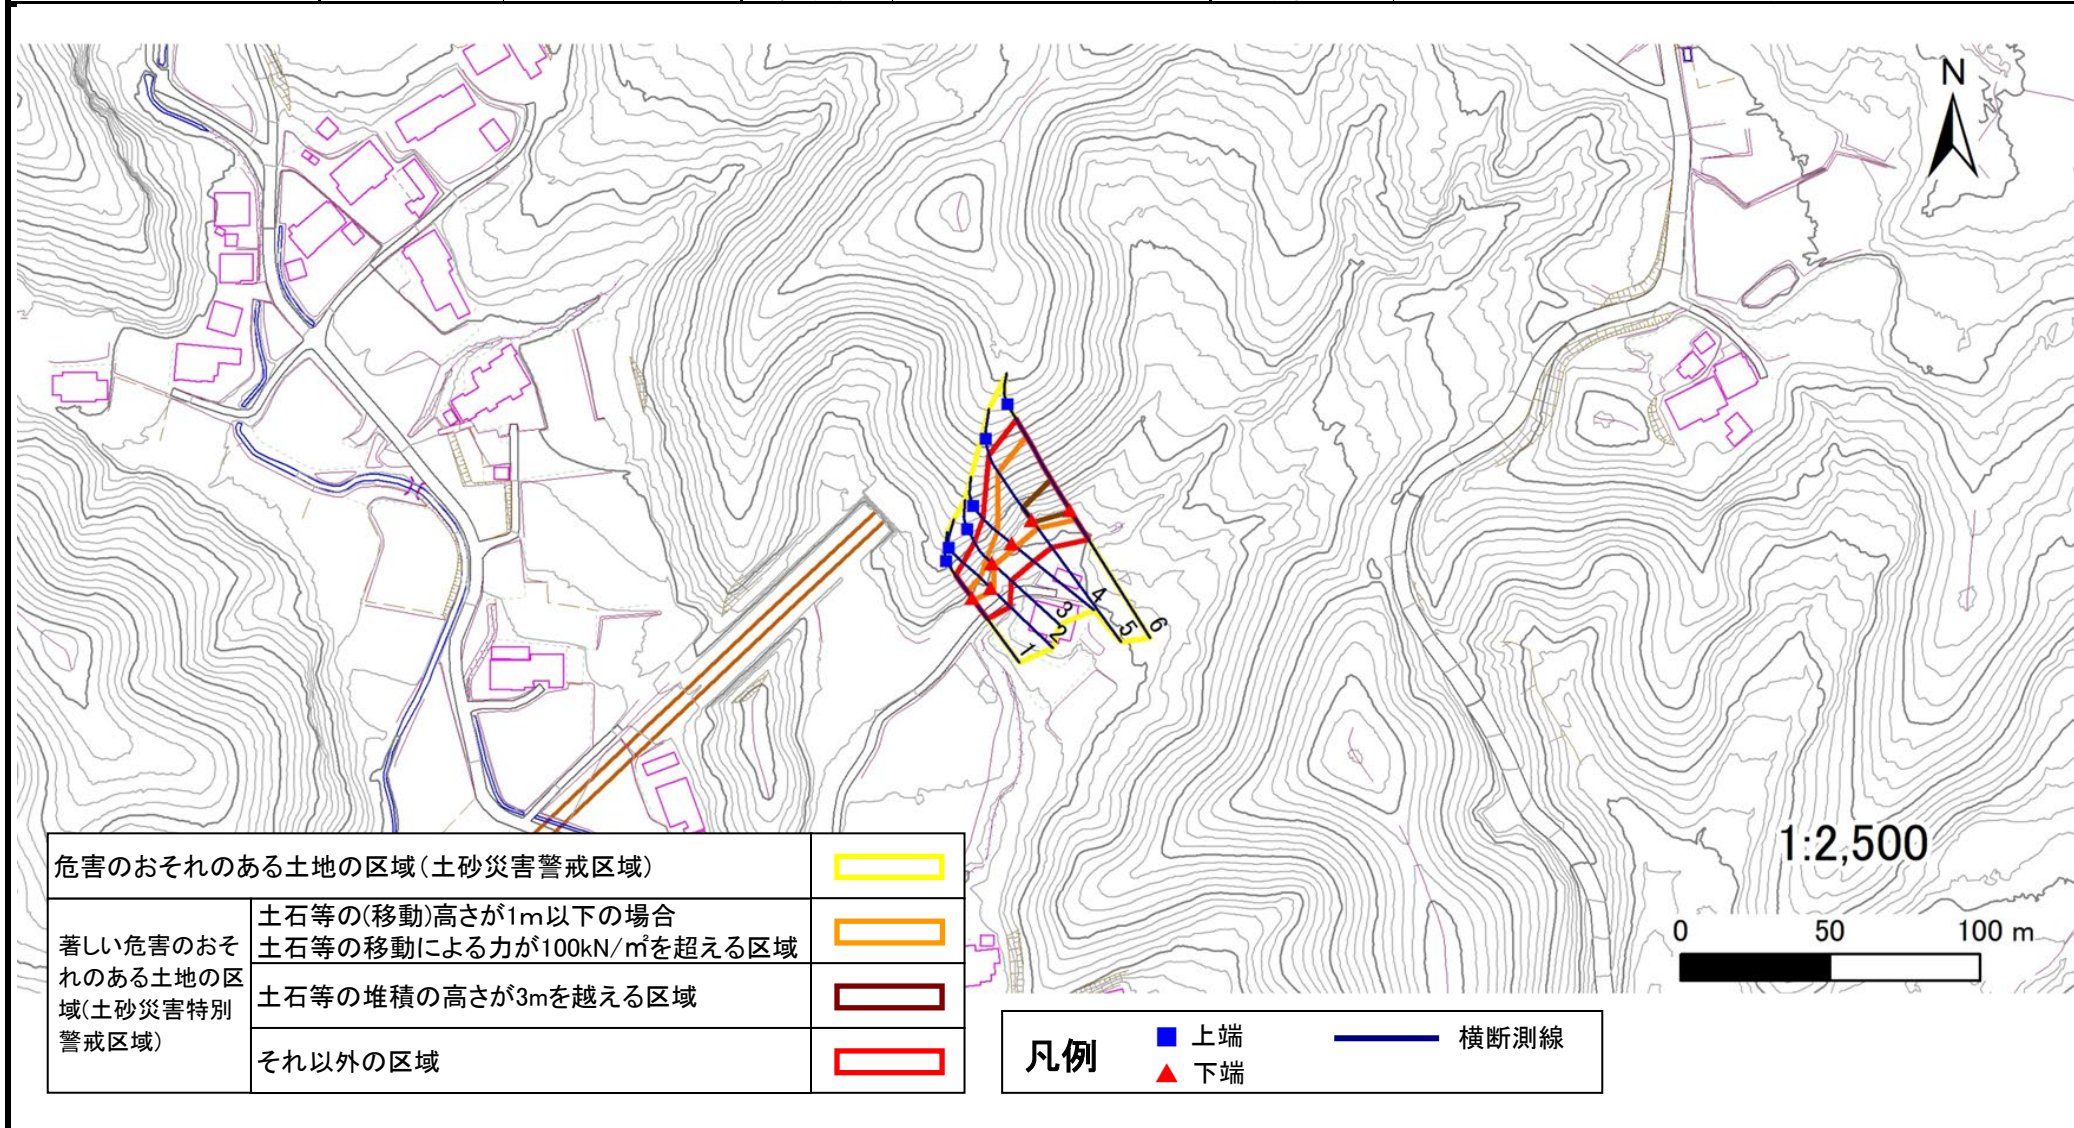 N
4
3
5
6
2
1
1:2,500
0 50 100 m
危害のおそれのある土地の区域(土砂災害警戒区域)
著しい危害のおそ
れのある土地の区
域(土砂災害特別
警戒区域)
土石等の(移動)高さが1m以下の場合
土石等の移動による力が100kN/㎡を超える区域
土石等の堆積の高さが3mを越える区域
それ以外の区域
凡例
上端
横断測線
下端